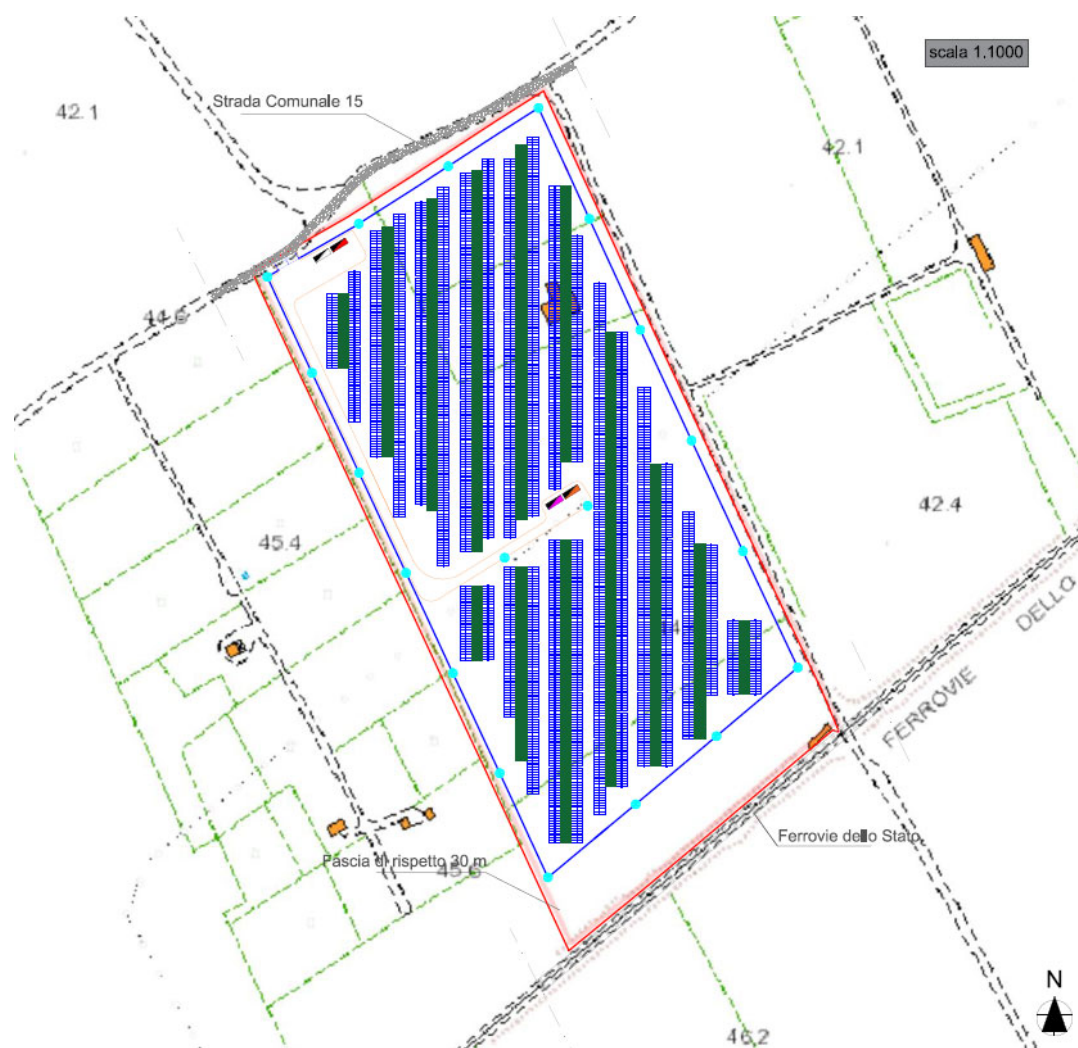 scala 1,1000
Strada Comunale 15
42.1
42.1
44.6
42.4
45.4
DELLO
FERROVIE
Ferrovie dello Stato
Fascia di rispetto 30 m
45.6
N
46.2